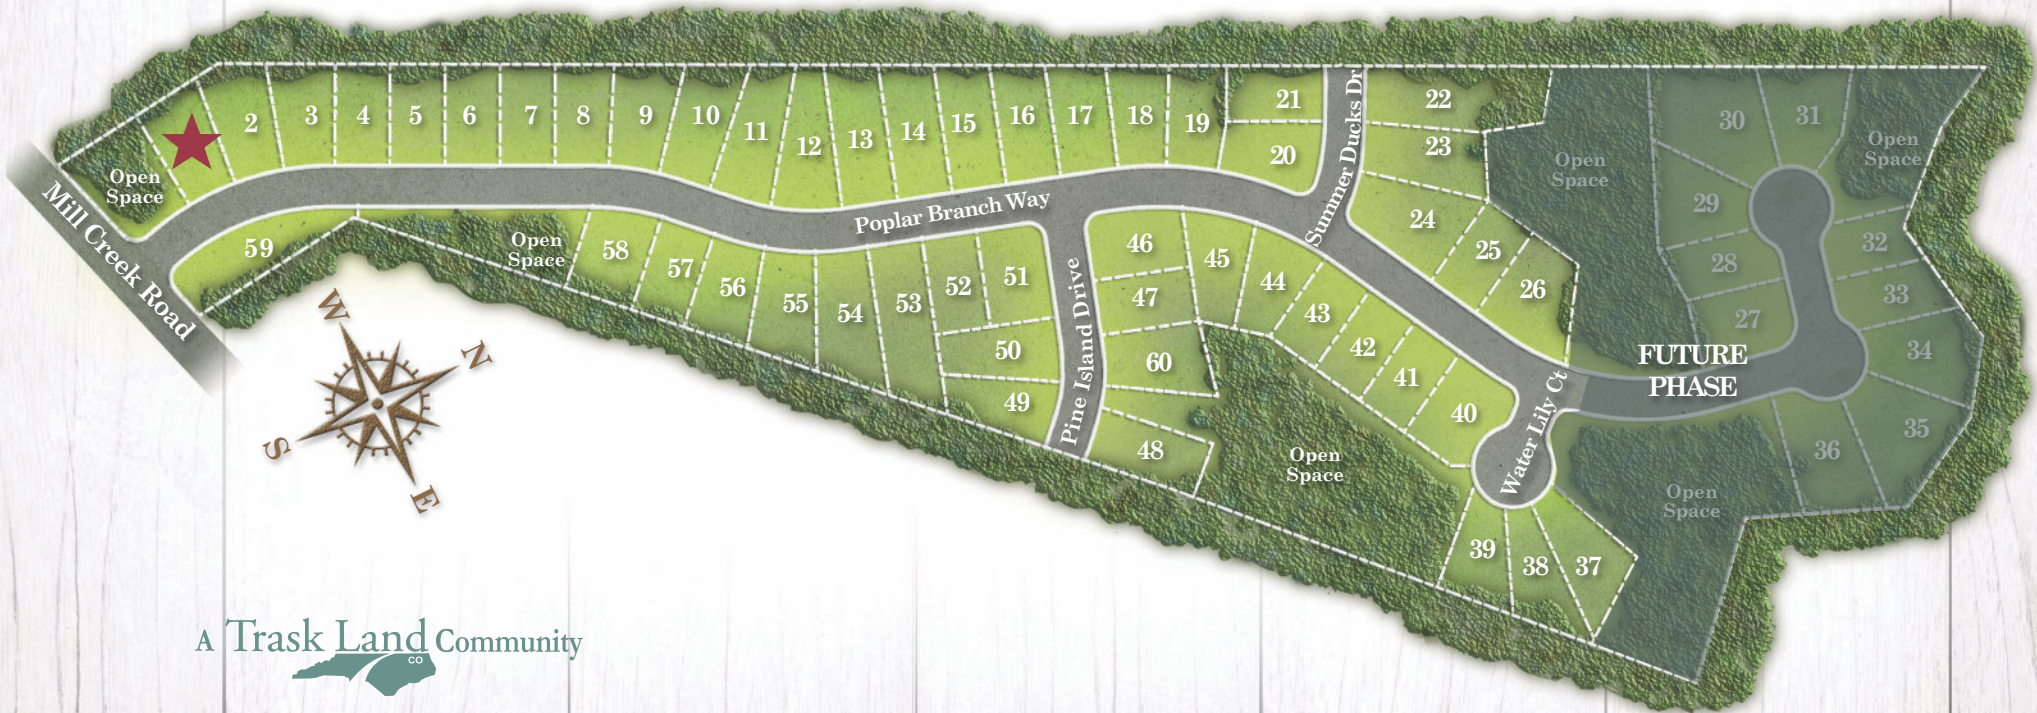 2
3
4
5
6
7
8
9
10
11
12
13
14
15
16
17
18
19
20
21
22
23
24
25
26
27
28
29
30
31
32
33
34
35
36
37
38
39
40
41
42
43
44
45
46
47
60
48
49
50
51
52
53
54
55
56
57
58
59
Open
Space
Open
Space
Open
Space
Open
Space
Open
Space
Open
Space
Mill Creek Road
Poplar Branch Way
Summer Ducks Dr
Pine Island Drive
Water Lily Ct
FUTURE
PHASE
W
N
S
E
A Trask Land Community
CO